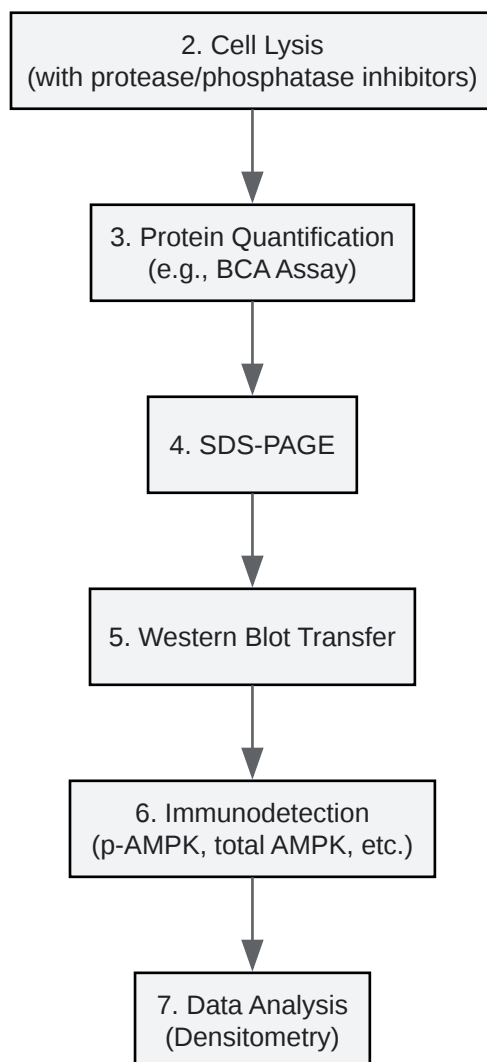 2. Cell Lysis
(with protease/phosphatase inhibitors)
3. Protein Quantification
(e.g., BCA Assay)
4. SDS-PAGE
5. Western Blot Transfer
6. Immunodetection
(p-AMPK, total AMPK, etc.)
7. Data Analysis
(Densitometry)